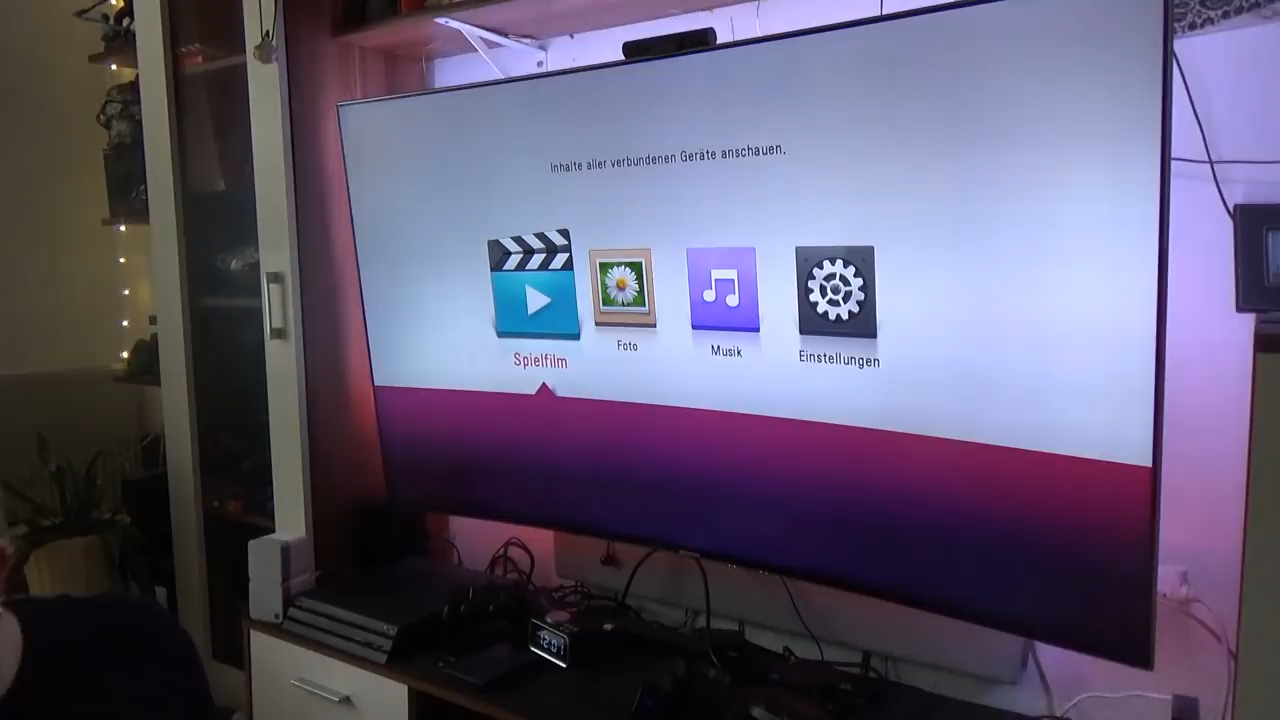 Inhalte aller verbundenen Geräte anschauen.
Spielfilm
Foto
Musik
Einstellungen
12:01